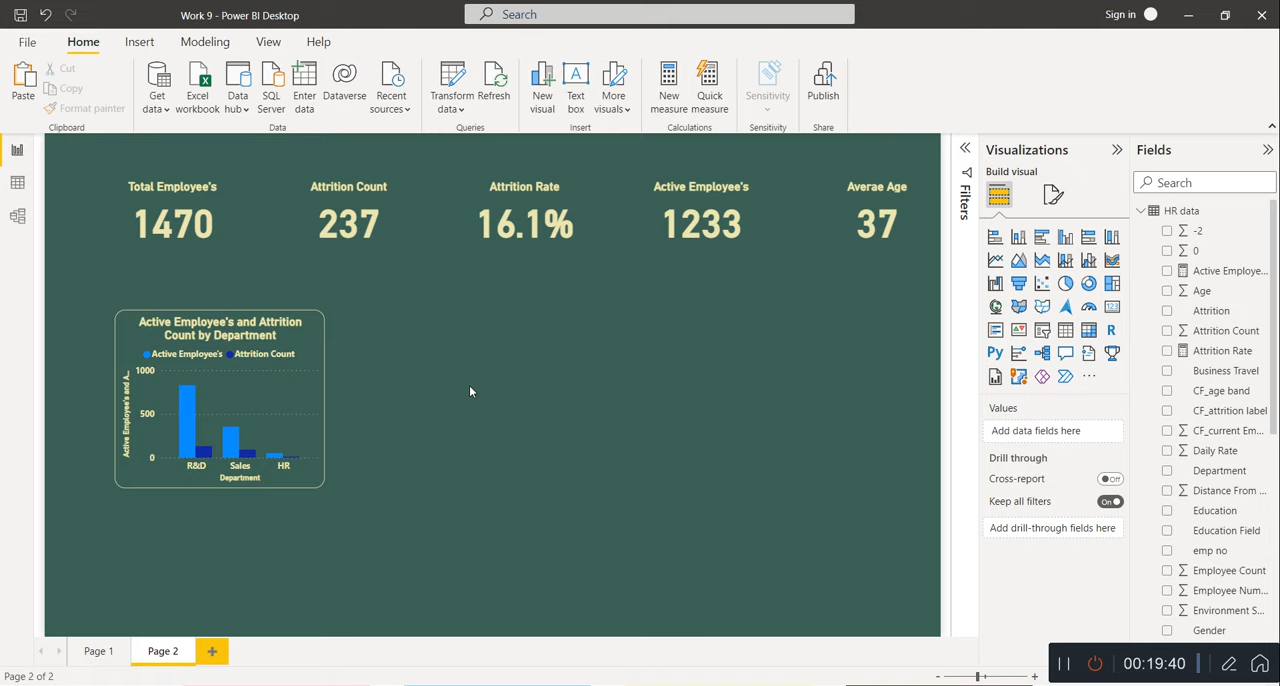 Work 9 - Power BI Desktop
Search
Sign in
File
Home
Insert
Modeling
View
Help
Paste
Cut
Copy
Format painter
Clipboard
Get data
Excel workbook
Data hub
SQL Server
Enter data
Dataverse
Recent sources
Data
Transform data
Refresh
Queries
New visual
Text box
More visuals
Insert
New measure
Quick measure
Calculations
Sensitivity
Sensitivity
Publish
Share
Total Employee's
1470
Attrition Count
237
Attrition Rate
16.1%
Active Employee's
1233
Averae Age
37
Active Employee's and Attrition
Count by Department
Active Employee's
Attrition Count
Active Employee's and A...
1000
500
0
R&D
Sales
HR
Department
Filters
Visualizations
Build visual
123
R
Py
...
Values
Add data fields here
Drill through
Cross-report
Off
Keep all filters
On
Add drill-through fields here
Fields
Search
HR data
-2
0
Active Employe...
Age
Attrition
Attrition Count
Attrition Rate
Business Travel
CF_age band
CF_attrition label
CF_current Em...
Daily Rate
Department
Distance From ...
Education
Education Field
emp no
Employee Count
Employee Num...
Environment S...
Gender
Page 1
Page 2
Page 2 of 2
00:19:40